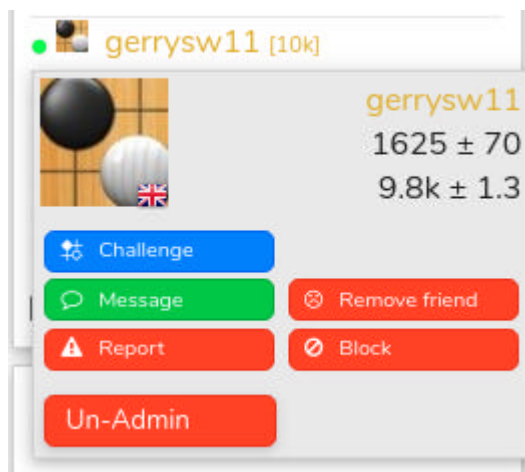 gerrysw11 [10k]
gerrysw11
1625 ± 70
9.8k ± 1.3
Challenge
Message
Remove friend
Report
Block
Un-Admin